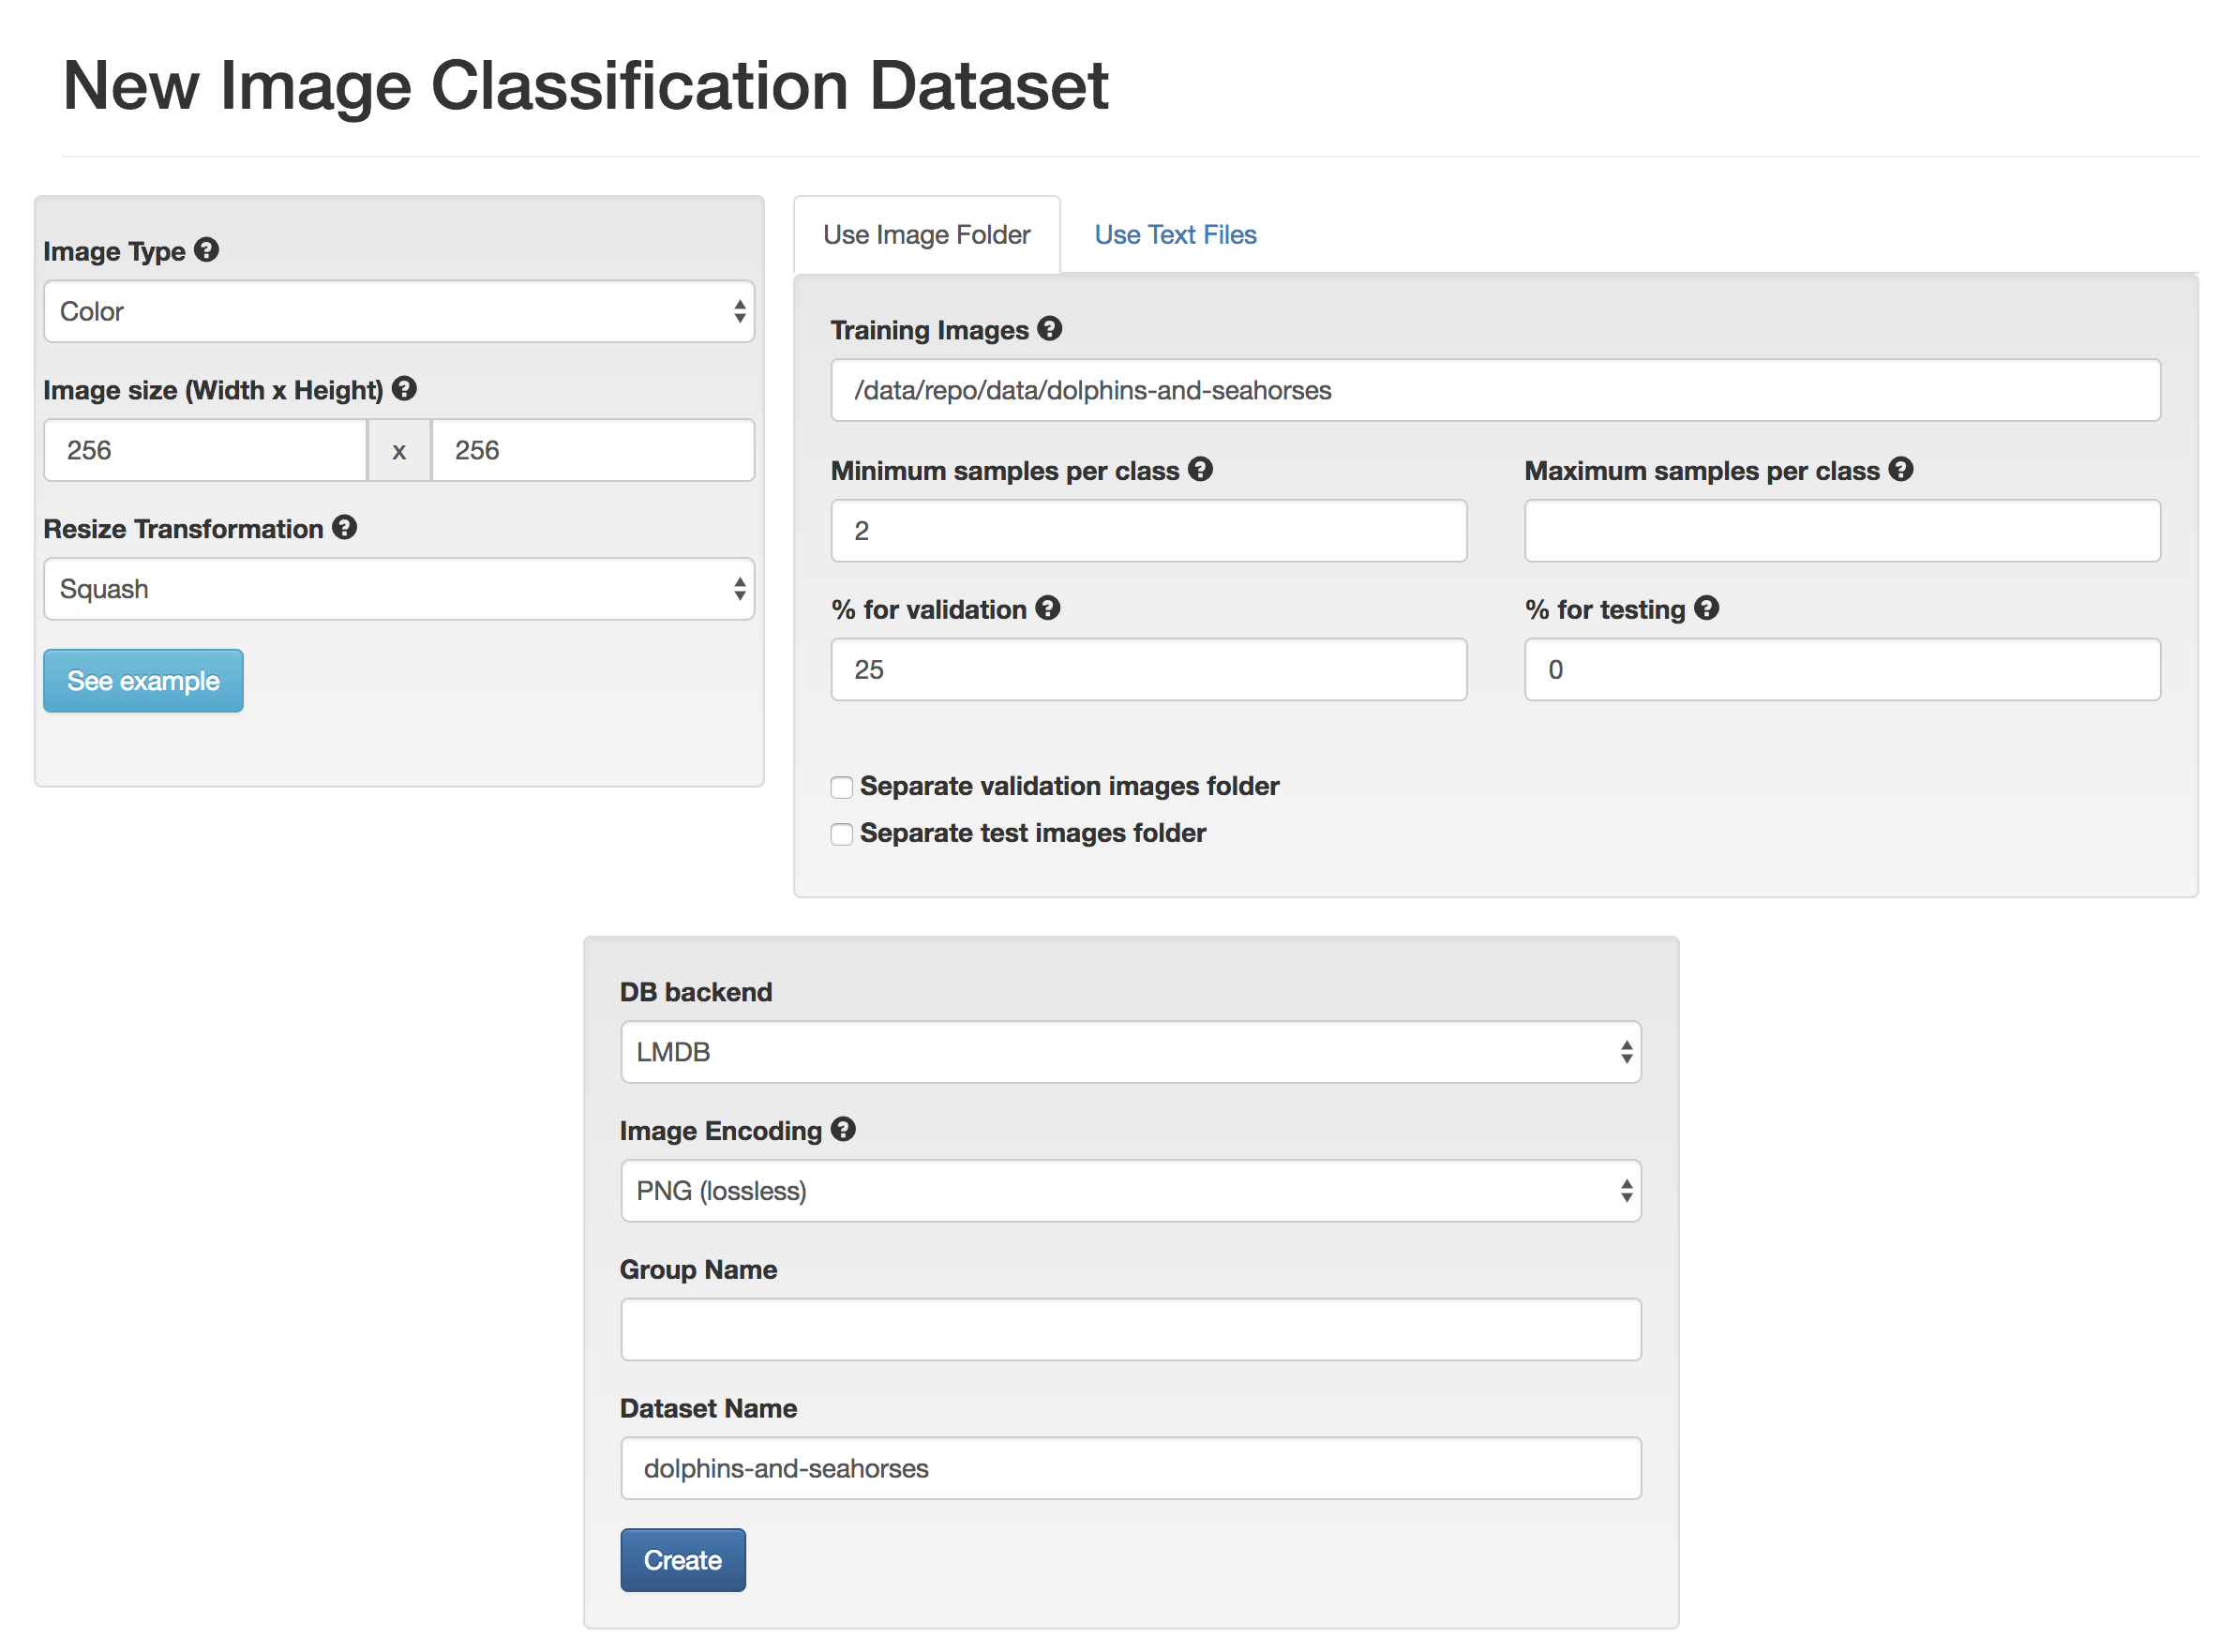 New Image Classification Dataset
Image Type
Color
Image size (Width x Height)
256 x 256
Resize Transformation
Squash
See example
Use Image Folder Use Text Files
Training Images
/data/repo/data/dolphins-and-seahorses
Minimum samples per class Maximum samples per class
2
% for validation % for testing
25 0
Separate validation images folder
Separate test images folder
DB backend
LMDB
Image Encoding
PNG (lossless)
Group Name
Dataset Name
dolphins-and-seahorses
Create